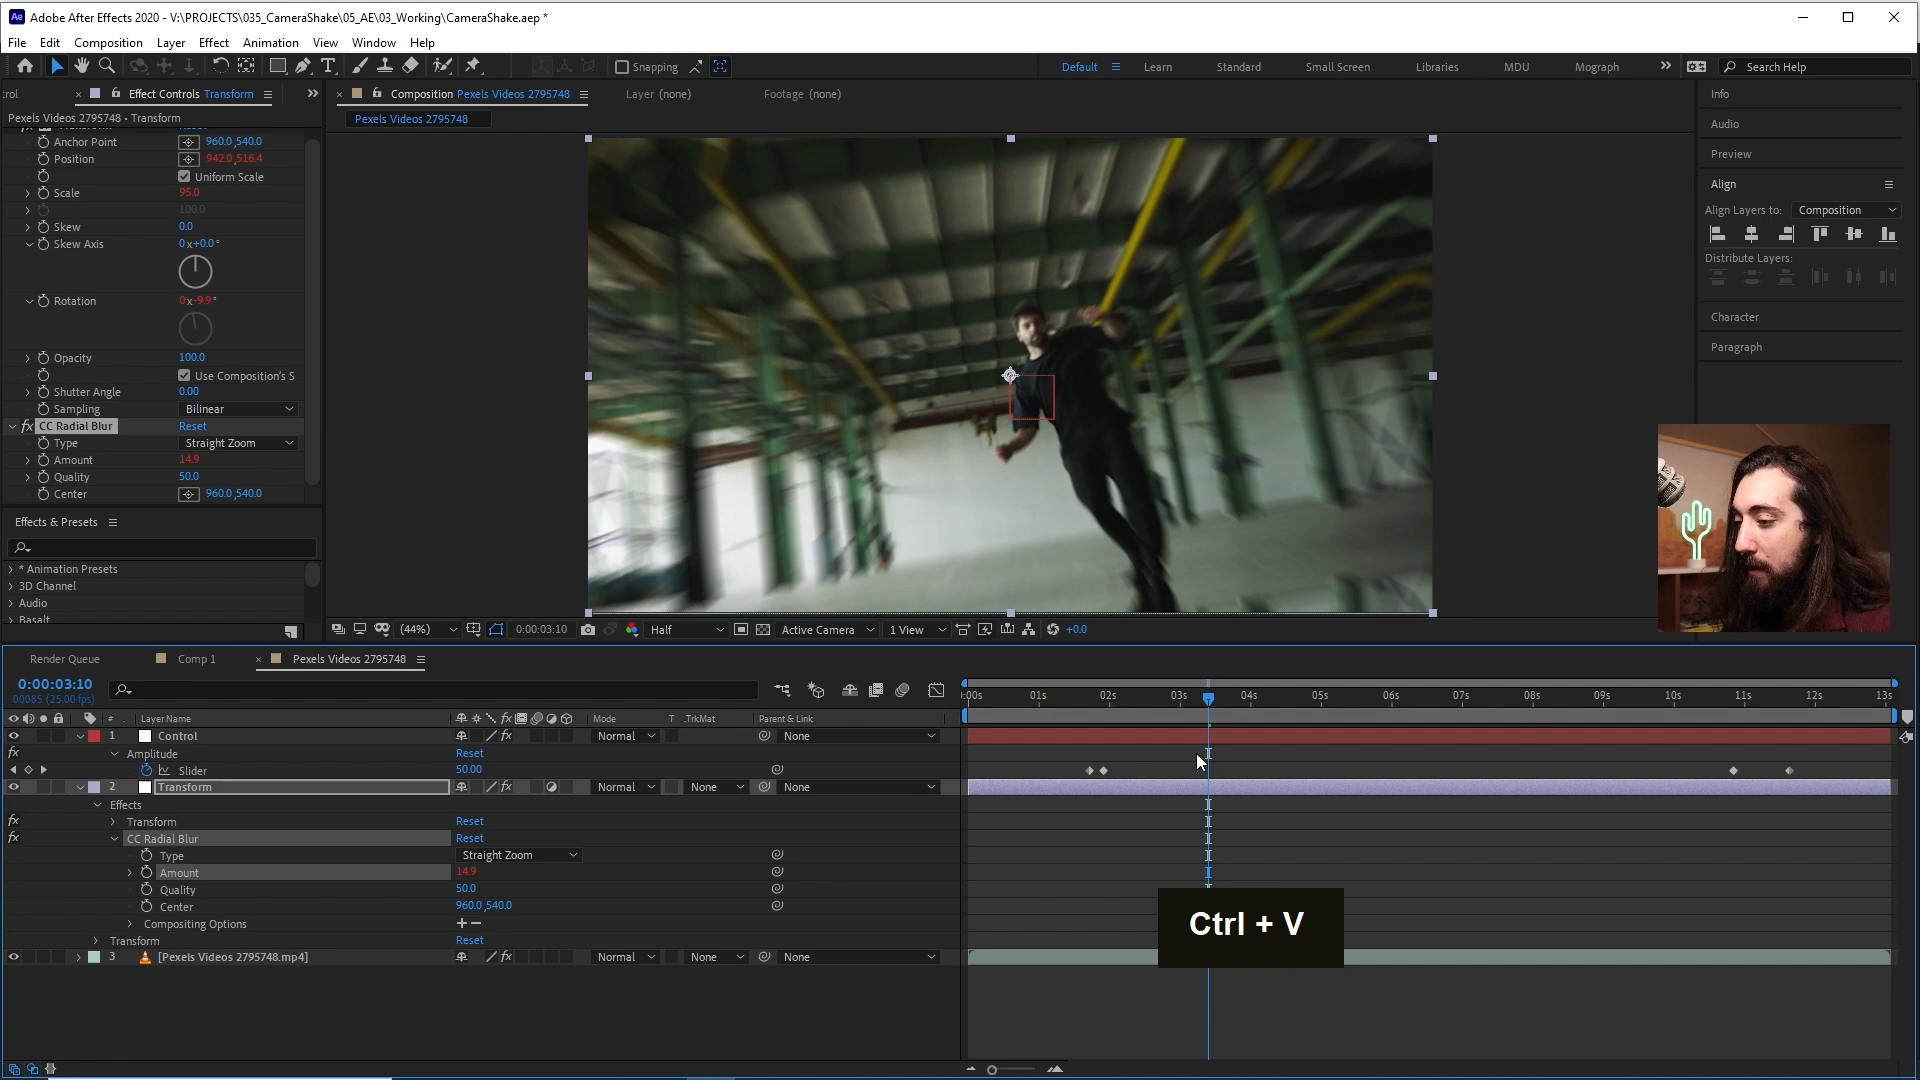 Adobe After Effects 2020 - V:\PROJECTS\035_CameraShake\05_AE\03_Working\CameraShake.aep *
File Edit Composition Layer Effect Animation View Window Help
Snapping
Default Learn Standard Small Screen Libraries MDU Mograph Search Help
Effect Controls Transform
Composition Pexels Videos 2795748 Layer (none) Footage (none)
Pexels Videos 2795748 • Transform
Pexels Videos 2795748
Anchor Point 960.0,540.0
Position 942.0,516.4
Uniform Scale
Scale 95.0
100.0
Skew 0.0
Skew Axis 0x+0.0°
Rotation 0x-9.9°
Opacity 100.0
Use Composition's S
Shutter Angle 0.00
Sampling Bilinear
fx CC Radial Blur Reset
Type Straight Zoom
Amount 14.9
Quality 50.0
Center 960.0,540.0
Effects & Presets
* Animation Presets
3D Channel
Audio
Basalt
Info
Audio
Preview
Align
Align Layers to: Composition
Distribute Layers:
Character
Paragraph
(44%) 0:00:03:10 Half Active Camera 1 View +0.0
Render Queue Comp 1 Pexels Videos 2795748
0:00:03:10
00085 (25.00 fps)
:00s 01s 02s 03s 04s 05s 06s 07s 08s 09s 10s 11s 12s 13s
# Layer Name fx Mode T .TrkMat Parent & Link
1 Control fx Normal None
fx Amplitude Reset
Slider 50.00
2 Transform fx Normal None None
Effects
fx Transform Reset
fx CC Radial Blur Reset
Type Straight Zoom
Amount 14.9
Quality 50.0
Center 960.0,540.0
Compositing Options + −
Transform Reset
3 [Pexels Videos 2795748.mp4] fx Normal None None
Ctrl + V